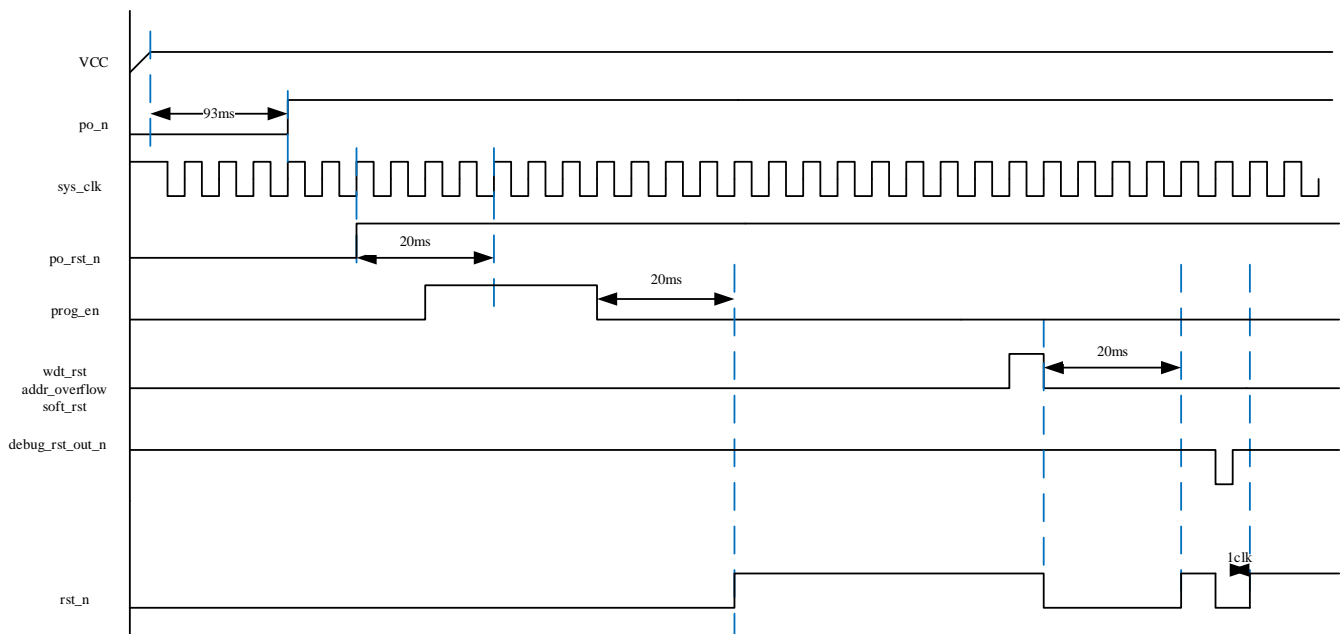 VCC
93ms
po_n
sys_clk
20ms
po_rst_n
20ms
prog_en
20ms
wdt_rst
addr_overflow
soft_rst
debug_rst_out_n
1clk
rst_n